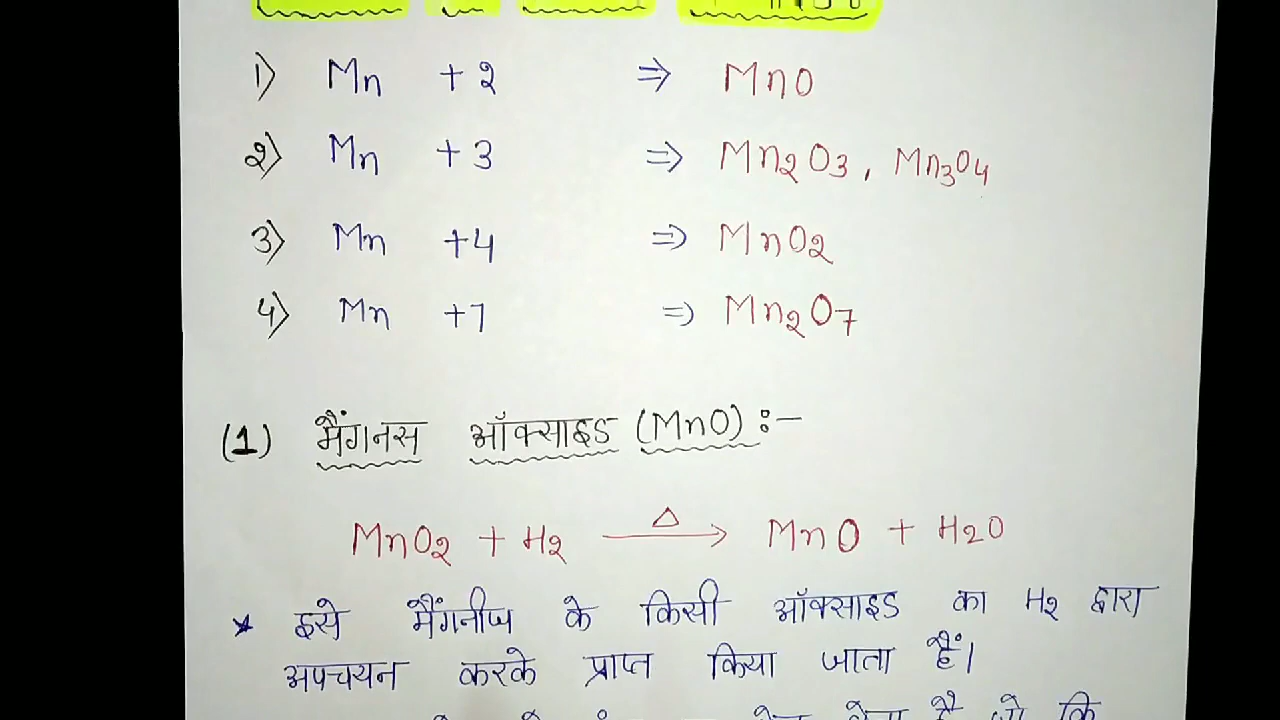 1) Mn +2 ⇒ MnO
2) Mn +3 ⇒ Mn2O3, Mn3O4
3) Mn +4 ⇒ MnO2
4) Mn +7 ⇒ Mn2O7
(1) मैंगनस ऑक्साइड (MnO) :-
MnO2 + H2 —Δ→ MnO + H2O
* इसे मैंगनीज के किसी ऑक्साइड का H2 द्वारा
अपचयन करके प्राप्त किया जाता हैं।